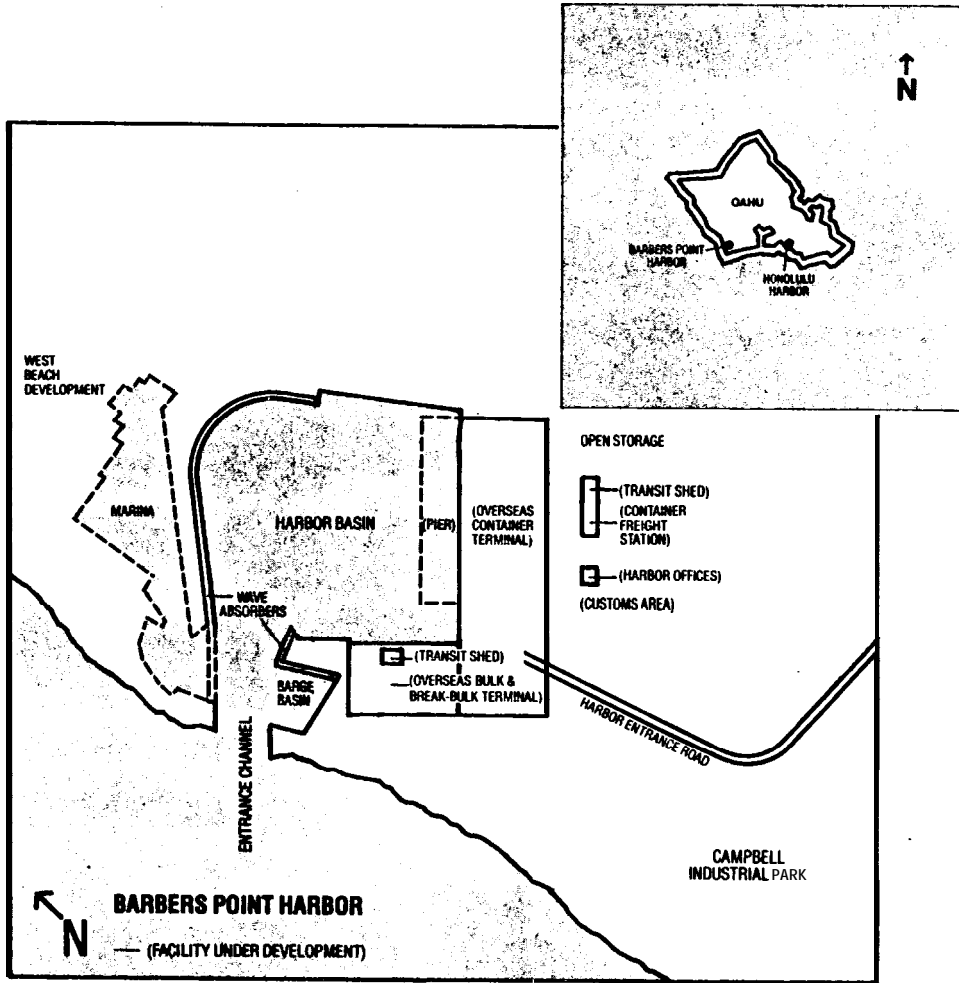 N
OAHU
BARBERS POINT
HARBOR
HONOLULU
HARBOR
WEST
BEACH
DEVELOPMENT
MARINA
HARBOR BASIN
(PIER)
(OVERSEAS
CONTAINER
TERMINAL)
OPEN STORAGE
(TRANSIT SHED)
(CONTAINER
FREIGHT
STATION)
(HARBOR OFFICES)
(CUSTOMS AREA)
WAVE
ABSORBERS
(TRANSIT SHED)
(OVERSEAS BULK &
BREAK-BULK TERMINAL)
BARGE
BASIN
ENTRANCE CHANNEL
HARBOR ENTRANCE ROAD
CAMPBELL
INDUSTRIAL PARK
BARBERS POINT HARBOR
N
— (FACILITY UNDER DEVELOPMENT)